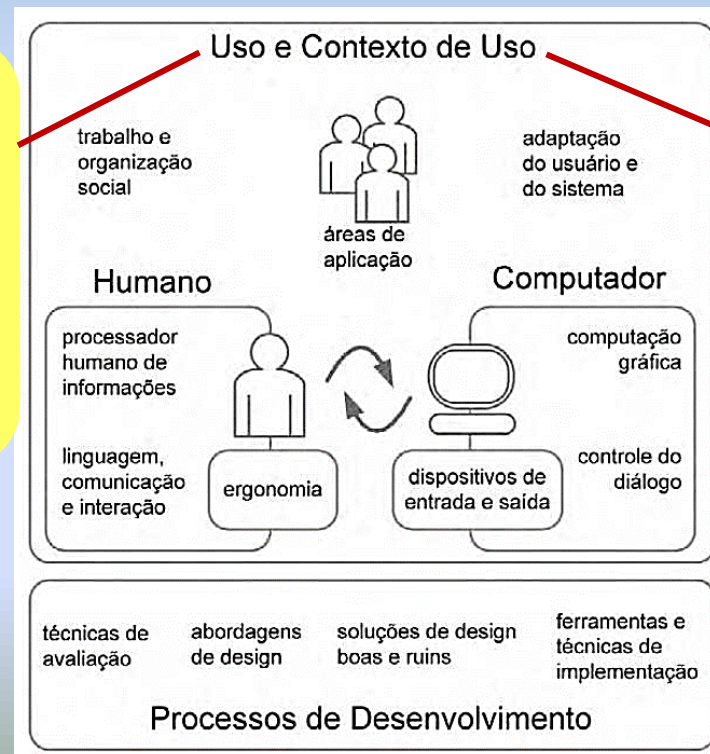 Uso e Contexto de Uso
trabalho e
organização
social
adaptação
do usuário e
do sistema
áreas de
aplicação
Humano
Computador
processador
humano de
informações
computação
gráfica
linguagem,
comunicação
e interação
ergonomia
dispositivos de
entrada e saída
controle do
diálogo
técnicas de
avaliação
abordagens
de design
soluções de design
boas e ruins
ferramentas e
técnicas de
implementação
Processos de Desenvolvimento